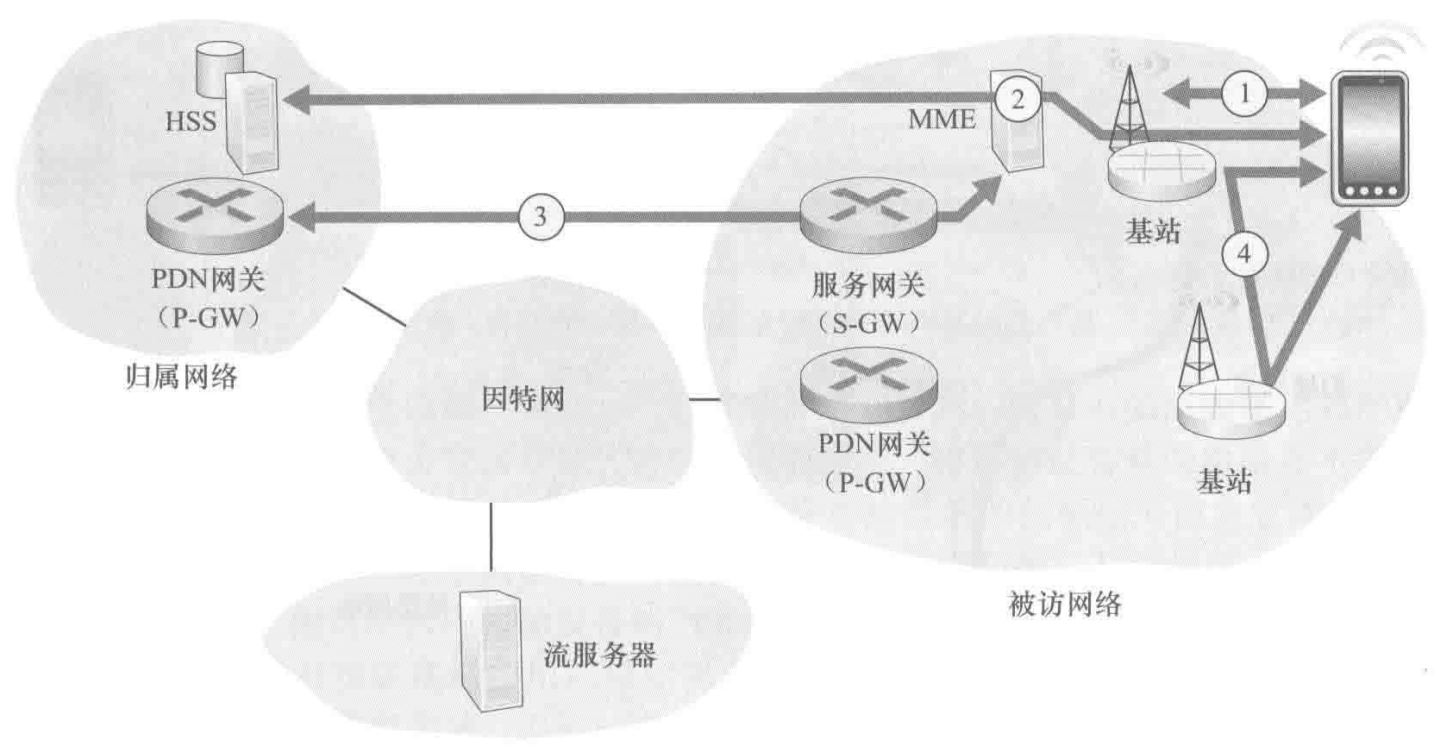 HSS
PDN网关
（P-GW）
归属网络
因特网
流服务器
MME
服务网关
（S-GW）
PDN网关
（P-GW）
基站
基站
被访网络
1
2
3
4